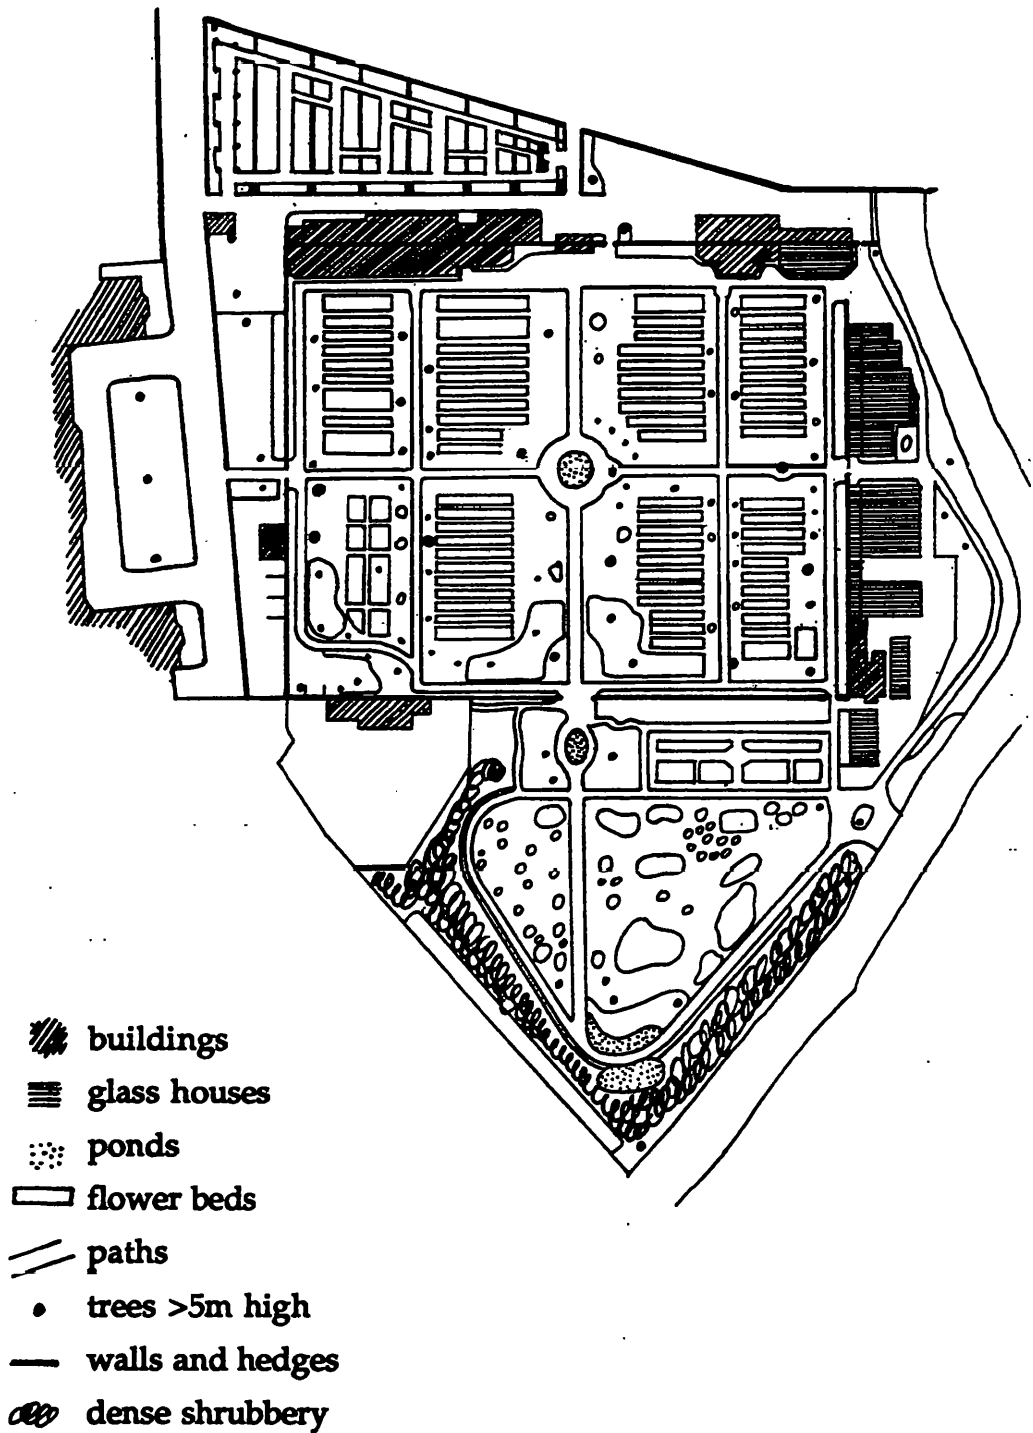 buildings
glass houses
ponds
flower beds
paths
trees >5m high
walls and hedges
dense shrubbery